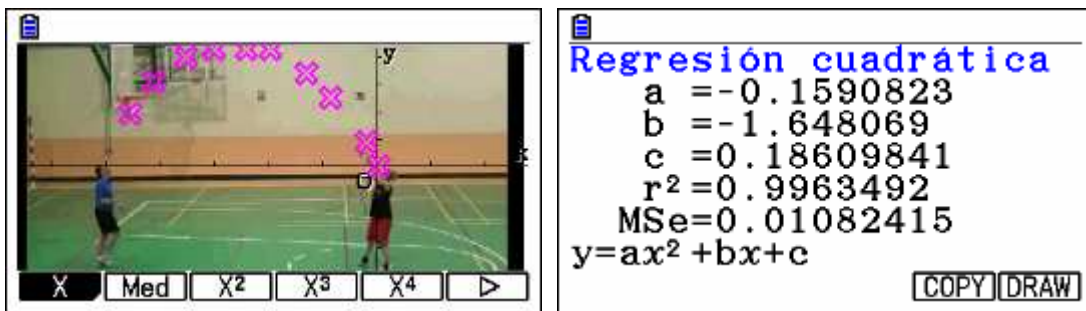 y
x
O
X Med X² X³ X⁴ ▷
Regresión cuadrática
a =-0.1590823
b =-1.648069
c =0.18609841
r²=0.9963492
MSe=0.01082415
y=ax²+bx+c
COPY DRAW